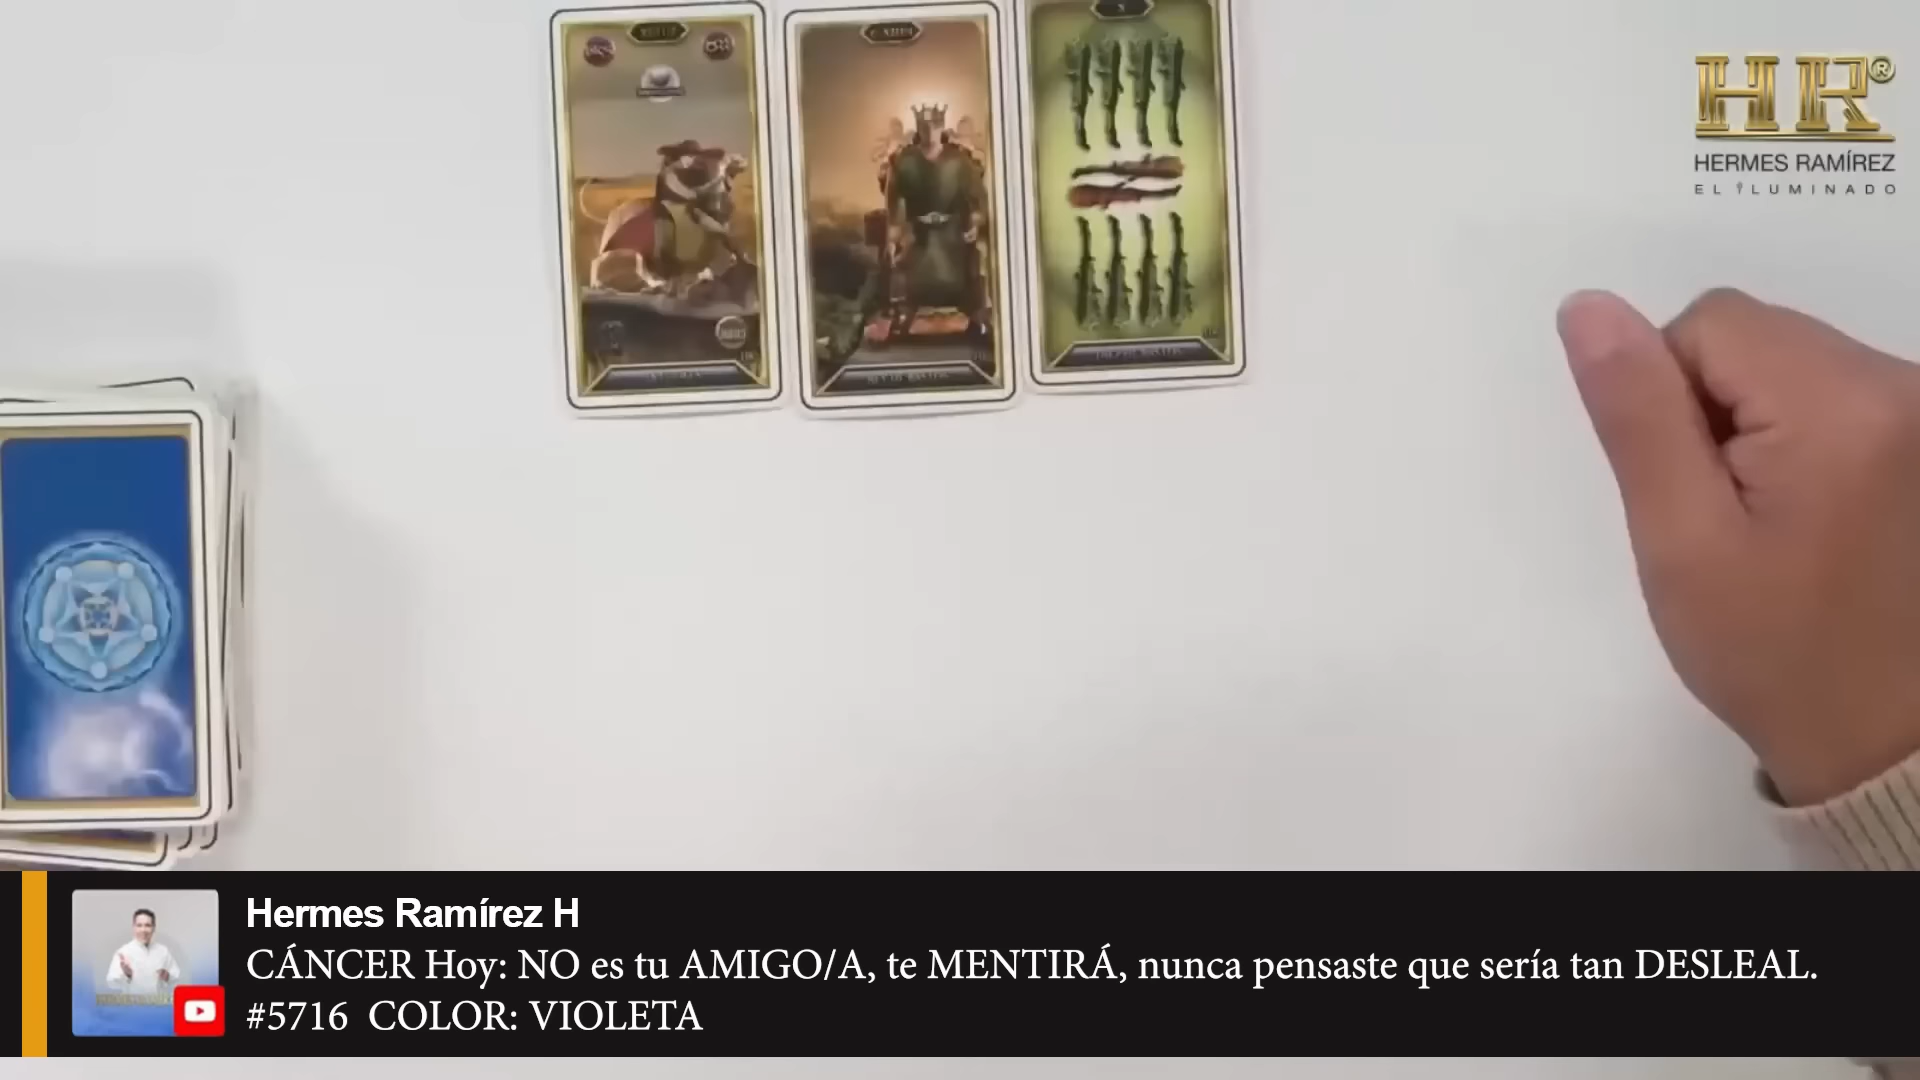 HR®
HERMES RAMÍREZ
EL ILUMINADO
Hermes Ramírez H
CÁNCER Hoy: NO es tu AMIGO/A, te MENTIRÁ, nunca pensaste que sería tan DESLEAL.
#5716 COLOR: VIOLETA